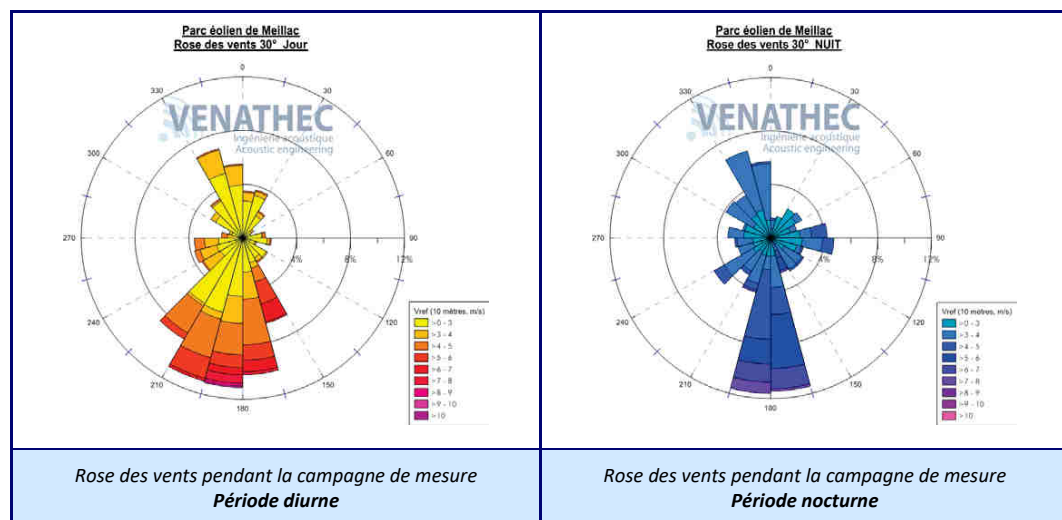 Parc éolien de Meillac
Rose des vents 30° Jour
0
330
30
VENATHEC
Ingénierie acoustique
Acoustic engineering
300
60
270
90
4%
8%
12%
240
120
210
150
180
Vref (10 mètres, m/s)
>0 - 3
>3 - 4
>4 - 5
>5 - 6
>6 - 7
>7 - 8
>8 - 9
>9 - 10
>10
Parc éolien de Meillac
Rose des vents 30° NUIT
0
330
30
VENATHEC
Ingénierie acoustique
Acoustic engineering
300
60
270
90
4%
8%
12%
240
120
210
150
180
Vref (10 mètres, m/s)
>0 - 3
>3 - 4
>4 - 5
>5 - 6
>6 - 7
>7 - 8
>8 - 9
>9 - 10
>10
Rose des vents pendant la campagne de mesure
Période diurne
Rose des vents pendant la campagne de mesure
Période nocturne